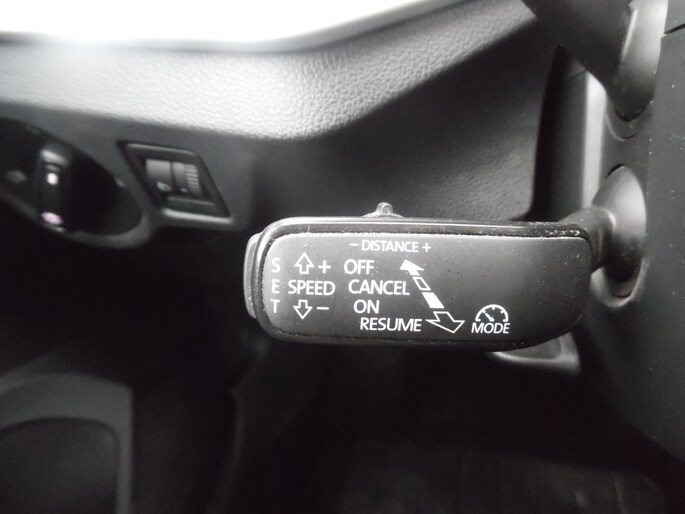 − DISTANCE +
S + OFF
E SPEED CANCEL
T − ON
RESUME
MODE